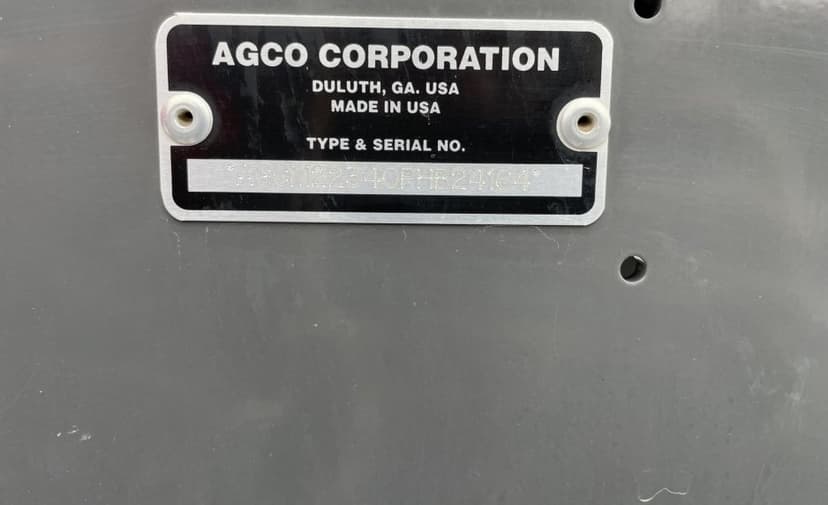 AGCO CORPORATION
DULUTH, GA. USA
MADE IN USA
TYPE & SERIAL NO.